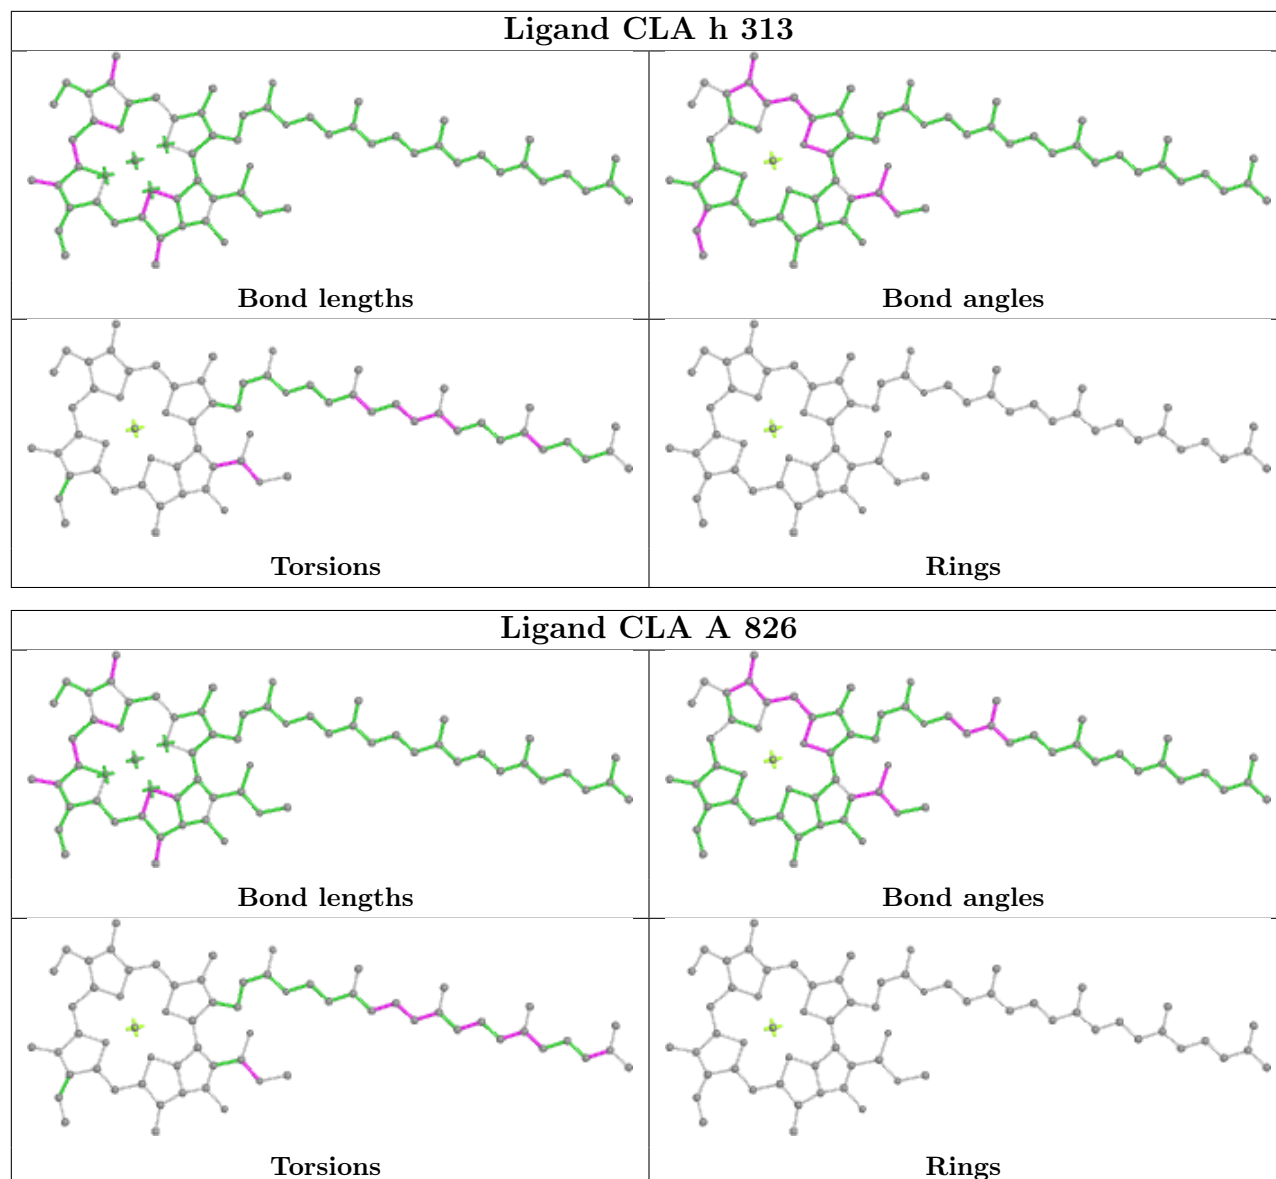 Ligand CLA h 313
Bond lengths
Bond angles
Torsions
Rings
Ligand CLA A 826
Bond lengths
Bond angles
Torsions
Rings